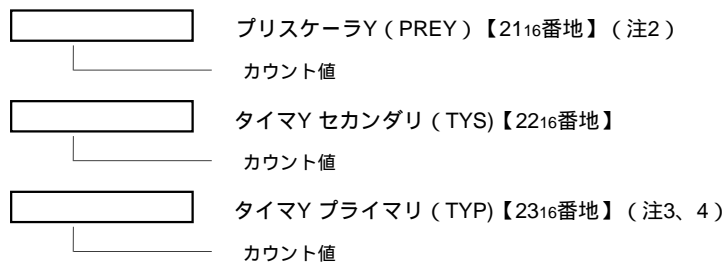 プリスケーラY（PREY）【2116番地】（注2）
カウント値
タイマY セカンダリ（TYS)【2216番地】
カウント値
タイマY プライマリ（TYP)【2316番地】（注3、4）
カウント値